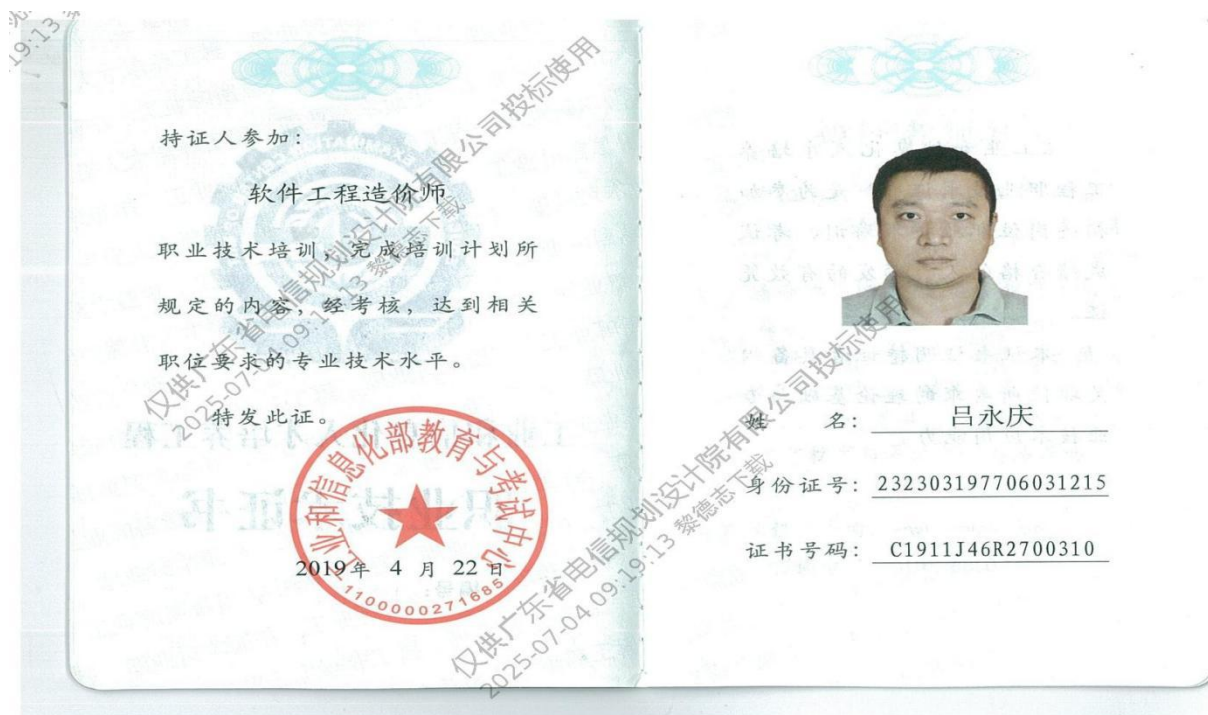 持证人参加：
软件工程造价师
职业技术培训，完成培训计划所
规定的内容，经考核，达到相关
职位要求的专业技术水平。
特发此证。
工业和信息化部教育与考试中心
2019年 4 月 22 日
1100000271685
姓 名： 吕永庆
身份证号： 232303197706031215
证书号码： C1911J46R2700310
仅供广东省电信规划设计院有限公司投标使用
2025-07-04 09:19:13 黎德志下载
仅供广东省电信规划设计院有限公司投标使用
2025-07-04 09:19:13 黎德志下载
19:13